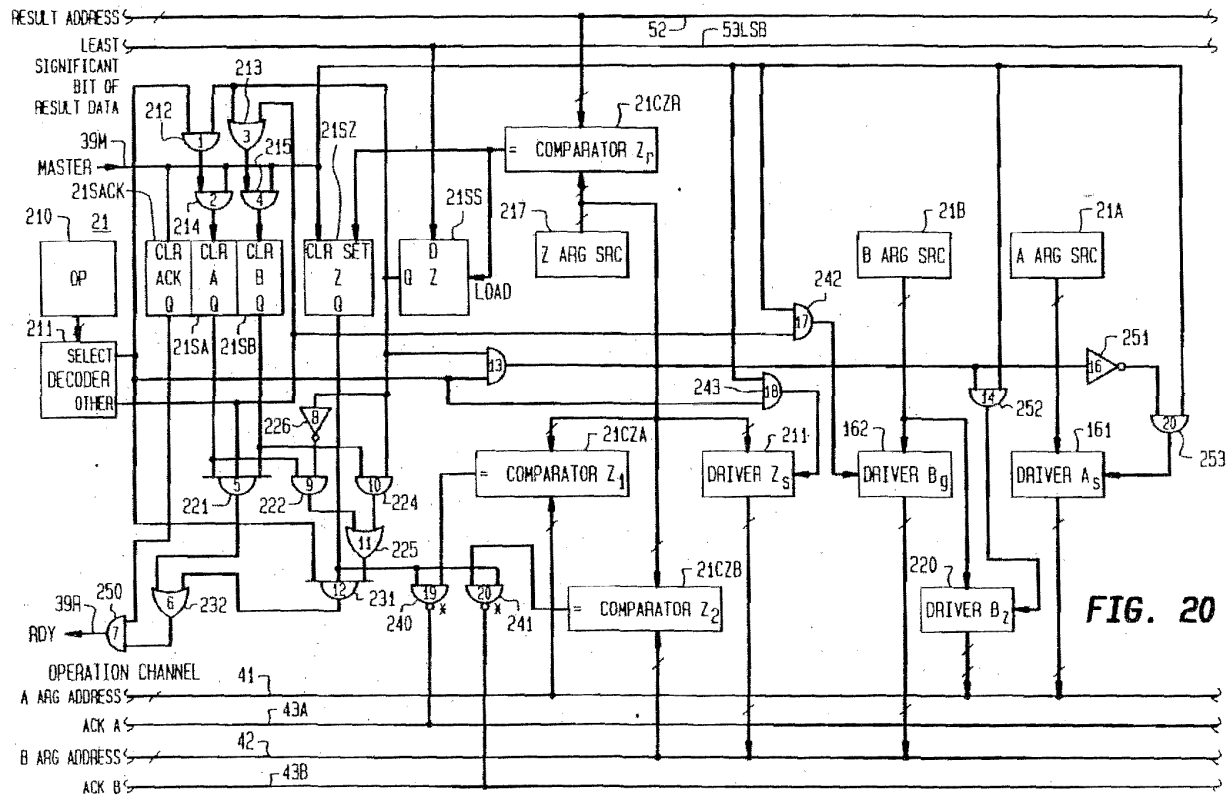 RESULT ADDRESS
52
53LSB
LEAST
SIGNIFICANT
BIT OF
RESULT DATA
213
212
1
3
215
21SZ
21CZR
= COMPARATOR Zr
39M
MASTER
21SACK
2
4
214
21SS
217
21B
21A
210
21
OP
CLR
ACK
Q
CLR
A
Q
CLR
B
Q
CLR SET
Z
Q
D
Q Z
LOAD
Z ARG SRC
B ARG SRC
A ARG SRC
242
17
211
21SA
21SB
SELECT
DECODER
OTHER
13
251
16
243
18
14
252
20
253
226
8
21CZA
= COMPARATOR Z1
211
DRIVER Zs
162
DRIVER Bg
161
DRIVER As
5
9
10
221
222
224
11
225
21CZB
= COMPARATOR Z2
220
DRIVER Bz
12
231
19
*
20
*
240
241
250
39R
7
6
232
RDY
FIG. 20
OPERATION CHANNEL
A ARG ADDRESS
41
ACK A
43A
B ARG ADDRESS
42
ACK B
43B